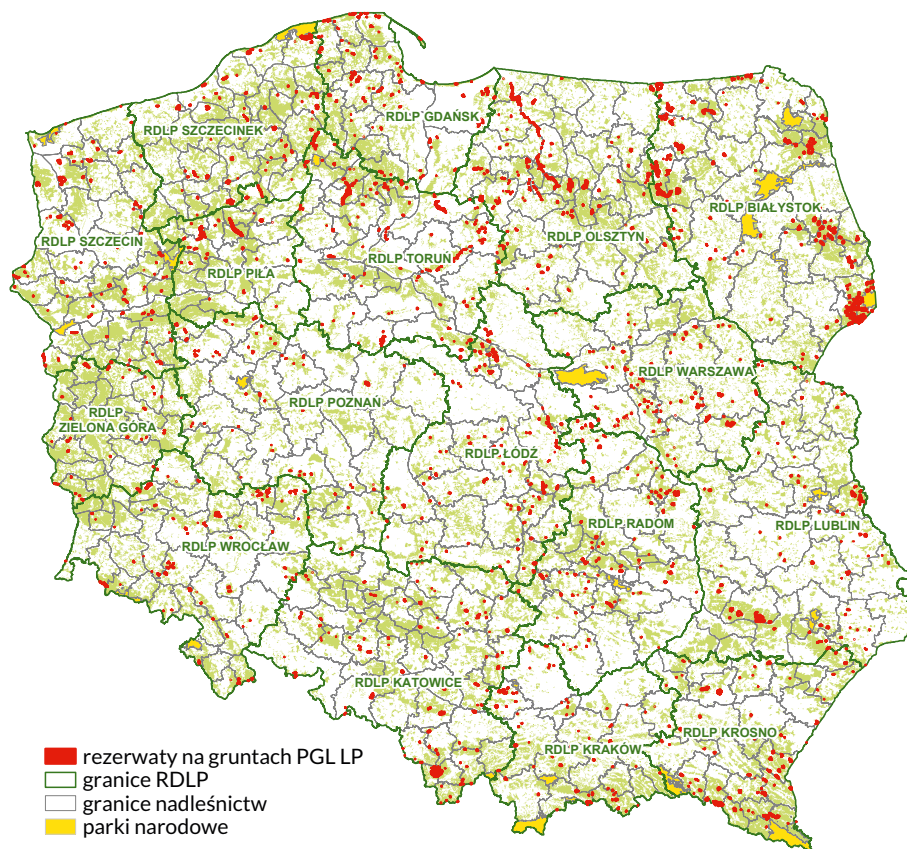 RDLP GDAŃSK
RDLP SZCZECINEK
RDLP BIAŁYSTOK
RDLP OLSZTYN
RDLP SZCZECIN
RDLP TORUŃ
RDLP PIŁA
RDLP WARSZAWA
RDLP POZNAŃ
RDLP
ZIELONA GÓRA
RDLP ŁÓDŹ
RDLP RADOM
RDLP LUBLIN
RDLP WROCŁAW
RDLP KATOWICE
RDLP KROSNO
RDLP KRAKÓW
rezerwaty na gruntach PGL LP
granice RDLP
granice nadleśnictw
parki narodowe